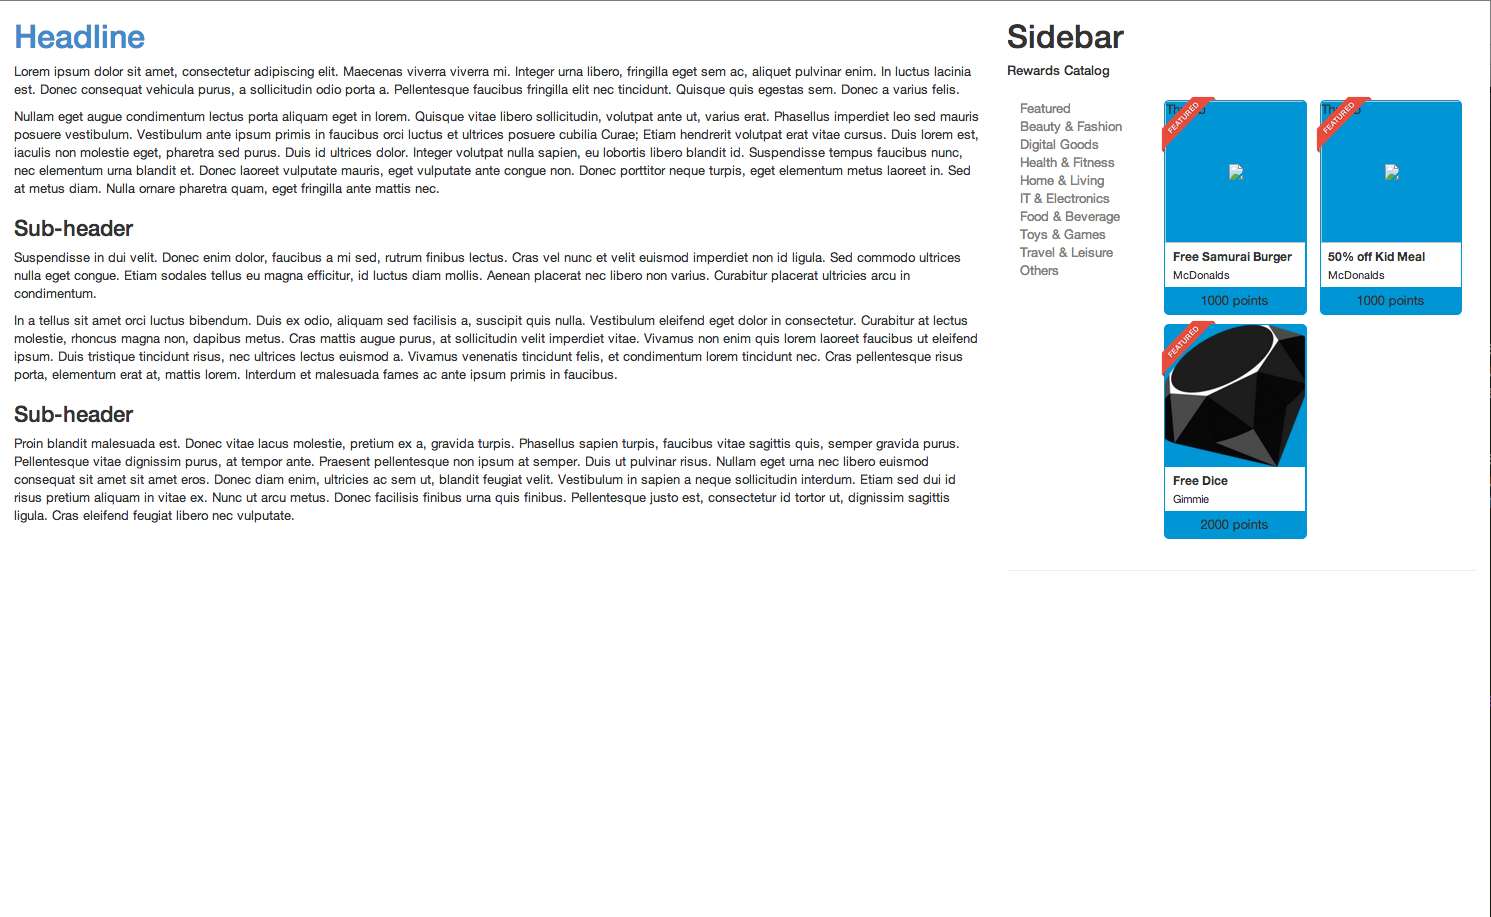 Headline
Lorem ipsum dolor sit amet, consectetur adipiscing elit. Maecenas viverra viverra mi. Integer urna libero, fringilla eget sem ac, aliquet pulvinar enim. In luctus lacinia
est. Donec consequat vehicula purus, a sollicitudin odio porta a. Pellentesque faucibus fringilla elit nec tincidunt. Quisque quis egestas sem. Donec a varius felis.
Nullam eget augue condimentum lectus porta aliquam eget in lorem. Quisque vitae libero sollicitudin, volutpat ante ut, varius erat. Phasellus imperdiet leo sed mauris
posuere vestibulum. Vestibulum ante ipsum primis in faucibus orci luctus et ultrices posuere cubilia Curae; Etiam hendrerit volutpat erat vitae cursus. Duis lorem est,
iaculis non molestie eget, pharetra sed purus. Duis id ultrices dolor. Integer volutpat nulla sapien, eu lobortis libero blandit id. Suspendisse tempus faucibus nunc,
nec elementum urna blandit et. Donec laoreet vulputate mauris, eget vulputate ante congue non. Donec porttitor neque turpis, eget elementum metus laoreet in. Sed
at metus diam. Nulla ornare pharetra quam, eget fringilla ante mattis nec.
Sub-header
Suspendisse in dui velit. Donec enim dolor, faucibus a mi sed, rutrum finibus lectus. Cras vel nunc et velit euismod imperdiet non id ligula. Sed commodo ultrices
nulla eget congue. Etiam sodales tellus eu magna efficitur, id luctus diam mollis. Aenean placerat nec libero non varius. Curabitur placerat ultricies arcu in
condimentum.
In a tellus sit amet orci luctus bibendum. Duis ex odio, aliquam sed facilisis a, suscipit quis nulla. Vestibulum eleifend eget dolor in consectetur. Curabitur at lectus
molestie, rhoncus magna non, dapibus metus. Cras mattis augue purus, at sollicitudin velit imperdiet vitae. Vivamus non enim quis lorem laoreet faucibus ut eleifend
ipsum. Duis tristique tincidunt risus, nec ultrices lectus euismod a. Vivamus venenatis tincidunt felis, et condimentum lorem tincidunt nec. Cras pellentesque risus
porta, elementum erat at, mattis lorem. Interdum et malesuada fames ac ante ipsum primis in faucibus.
Sub-header
Proin blandit malesuada est. Donec vitae lacus molestie, pretium ex a, gravida turpis. Phasellus sapien turpis, faucibus vitae sagittis quis, semper gravida purus.
Pellentesque vitae dignissim purus, at tempor ante. Praesent pellentesque non ipsum at semper. Duis ut pulvinar risus. Nullam eget urna nec libero euismod
consequat sit amet sit amet eros. Donec diam enim, ultricies ac sem ut, blandit feugiat velit. Vestibulum in sapien a neque sollicitudin interdum. Etiam sed dui id
risus pretium aliquam in vitae ex. Nunc ut arcu metus. Donec facilisis finibus urna quis finibus. Pellentesque justo est, consectetur id tortor ut, dignissim sagittis
ligula. Cras eleifend feugiat libero nec vulputate.
Sidebar
Rewards Catalog
Featured
Beauty & Fashion
Digital Goods
Health & Fitness
Home & Living
IT & Electronics
Food & Beverage
Toys & Games
Travel & Leisure
Others
FEATURED
Free Samurai Burger
McDonalds
1000 points
FEATURED
50% off Kid Meal
McDonalds
1000 points
FEATURED
Free Dice
Gimmie
2000 points